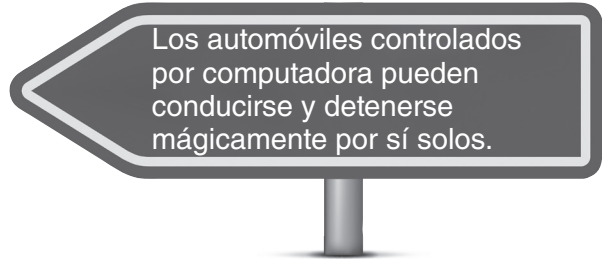 Los automóviles controlados
por computadora pueden
conducirse y detenerse
mágicamente por sí solos.